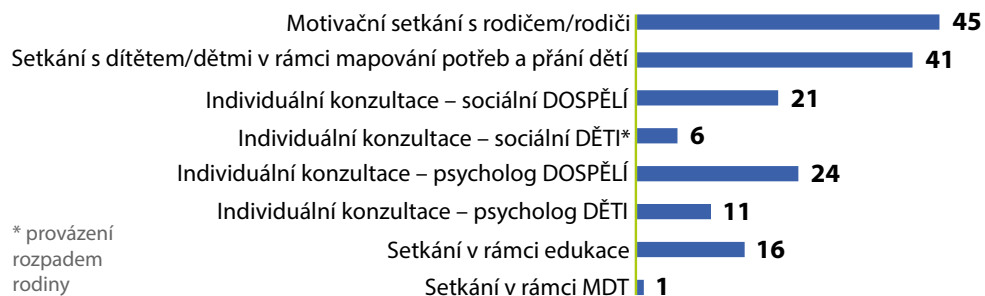 Motivační setkání s rodičem/rodiči 45
Setkání s dítětem/dětmi v rámci mapování potřeb a přání dětí 41
Individuální konzultace – sociální DOSPĚLÍ 21
Individuální konzultace – sociální DĚTI* 6
Individuální konzultace – psycholog DOSPĚLÍ 24
Individuální konzultace – psycholog DĚTI 11
Setkání v rámci edukace 16
Setkání v rámci MDT 1
* provázení
rozpadem
rodiny